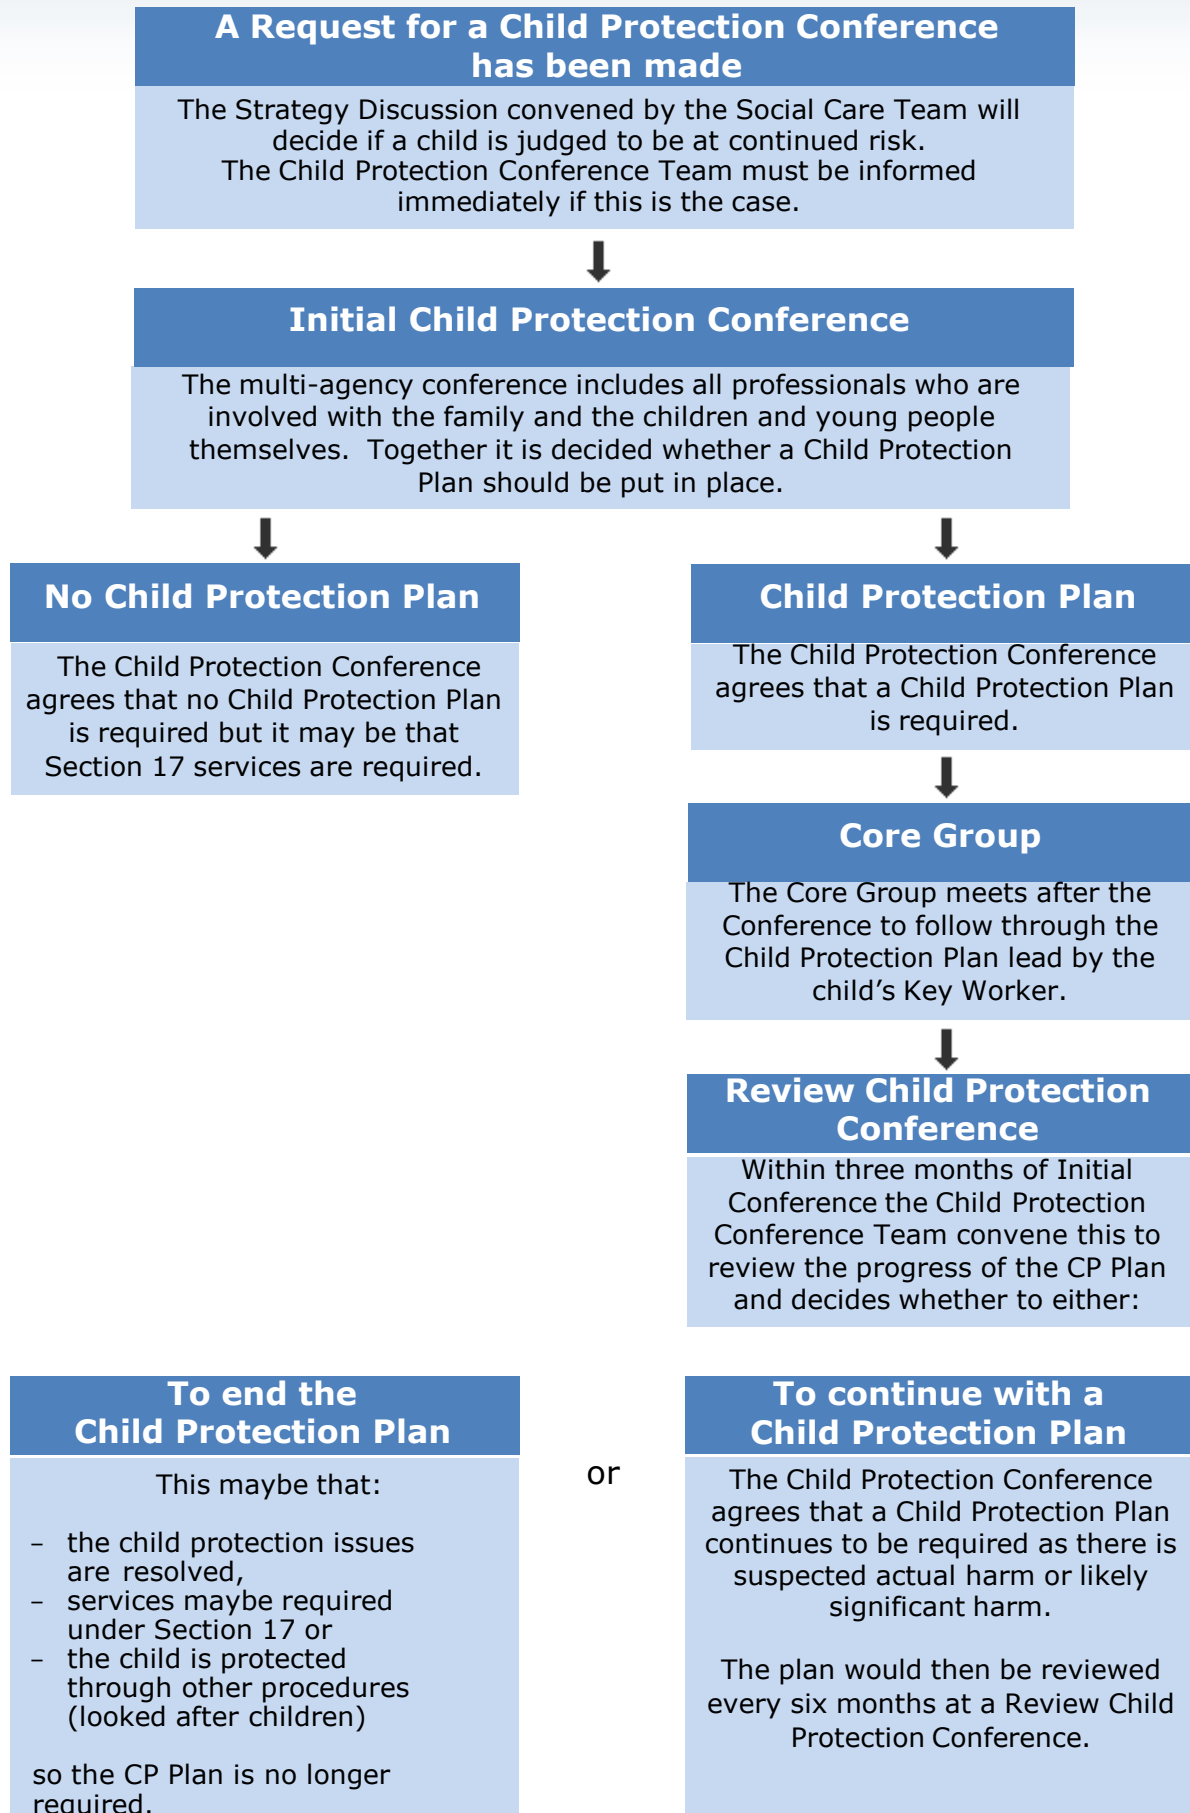 A Request for a Child Protection Conference
has been made
The Strategy Discussion convened by the Social Care Team will
decide if a child is judged to be at continued risk.
The Child Protection Conference Team must be informed
immediately if this is the case.
Initial Child Protection Conference
The multi-agency conference includes all professionals who are
involved with the family and the children and young people
themselves.  Together it is decided whether a Child Protection
Plan should be put in place.
No Child Protection Plan
The Child Protection Conference
agrees that no Child Protection Plan
is required but it may be that
Section 17 services are required.
Child Protection Plan
The Child Protection Conference
agrees that a Child Protection Plan
is required.
Core Group
The Core Group meets after the
Conference to follow through the
Child Protection Plan lead by the
child’s Key Worker.
Review Child Protection
Conference
Within three months of Initial
Conference the Child Protection
Conference Team convene this to
review the progress of the CP Plan
and decides whether to either:
To end the
Child Protection Plan
This maybe that:
– the child protection issues
are resolved,
– services maybe required
under Section 17 or
– the child is protected
through other procedures
(looked after children)
so the CP Plan is no longer
required.
or
To continue with a
Child Protection Plan
The Child Protection Conference
agrees that a Child Protection Plan
continues to be required as there is
suspected actual harm or likely
significant harm.
The plan would then be reviewed
every six months at a Review Child
Protection Conference.